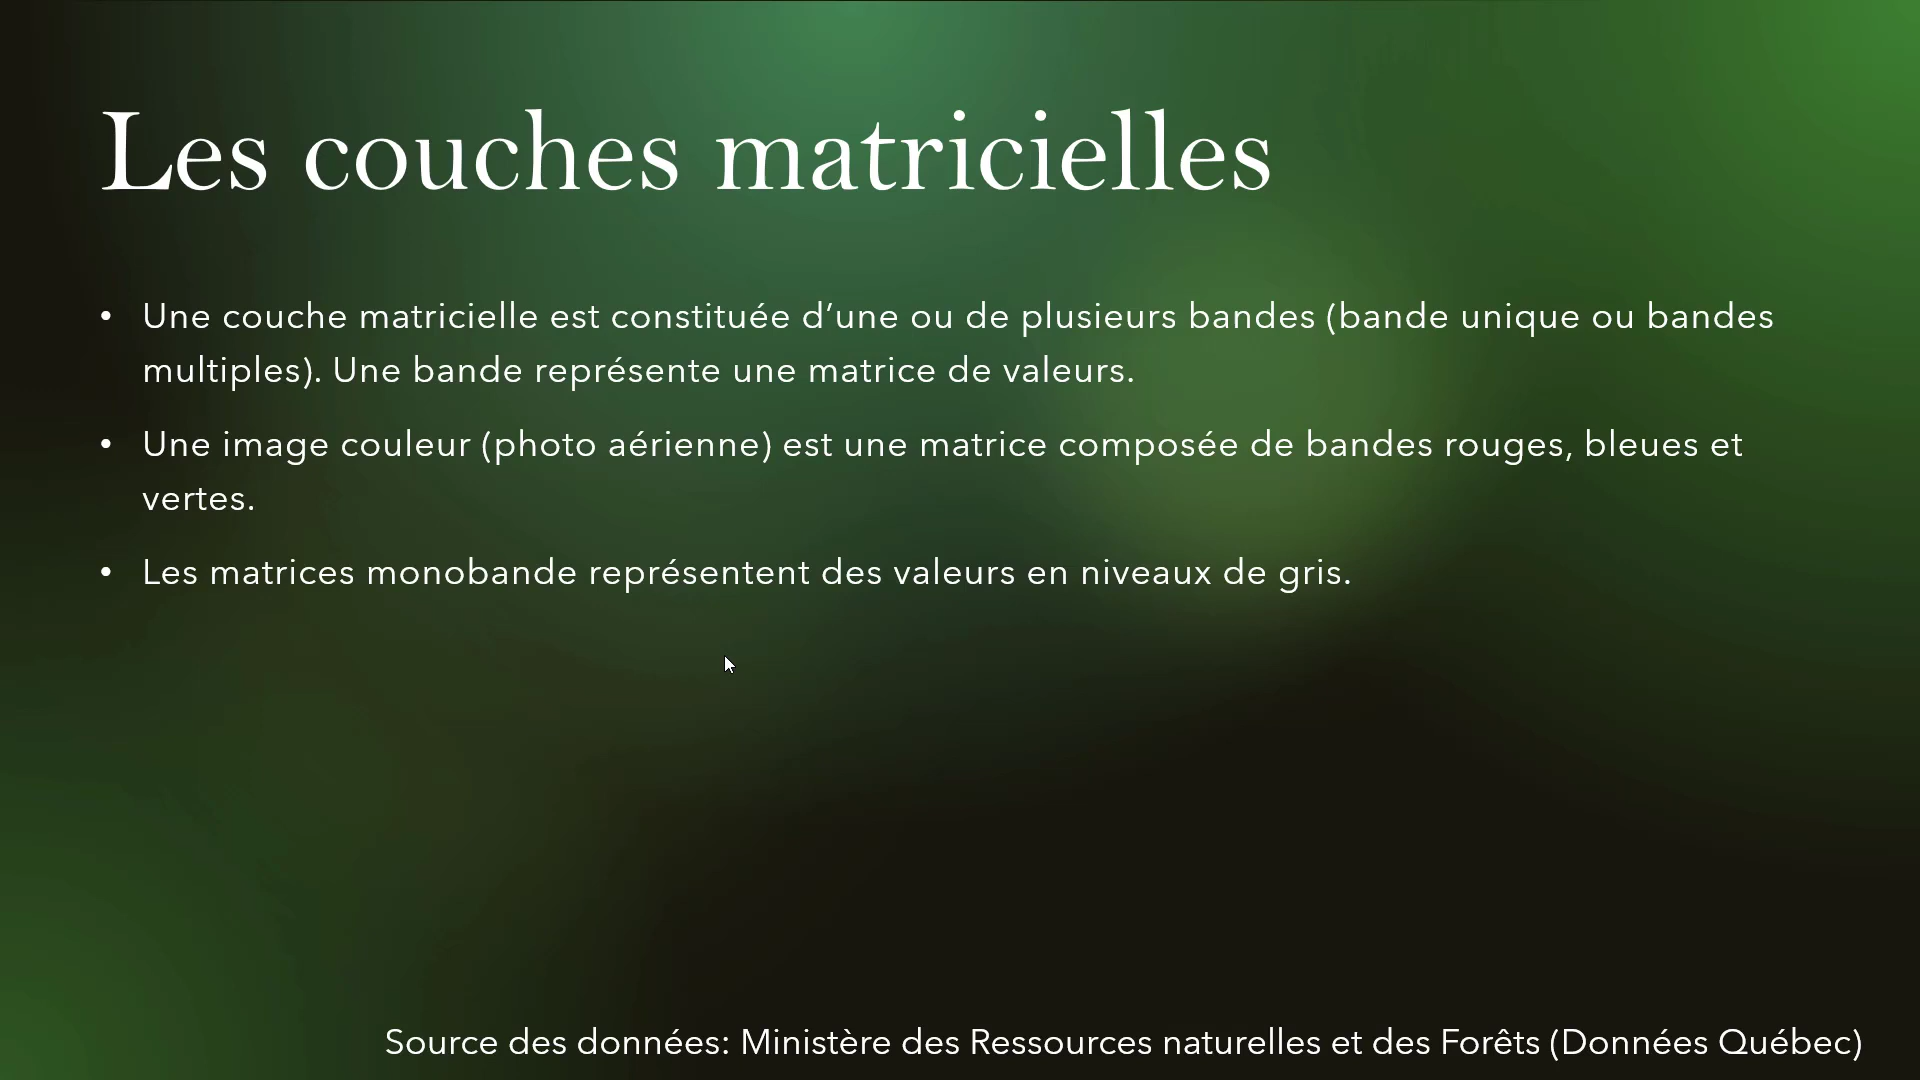 Les couches matricielles
• Une couche matricielle est constituée d’une ou de plusieurs bandes (bande unique ou bandes
multiples). Une bande représente une matrice de valeurs.
• Une image couleur (photo aérienne) est une matrice composée de bandes rouges, bleues et
vertes.
• Les matrices monobande représentent des valeurs en niveaux de gris.
Source des données: Ministère des Ressources naturelles et des Forêts (Données Québec)